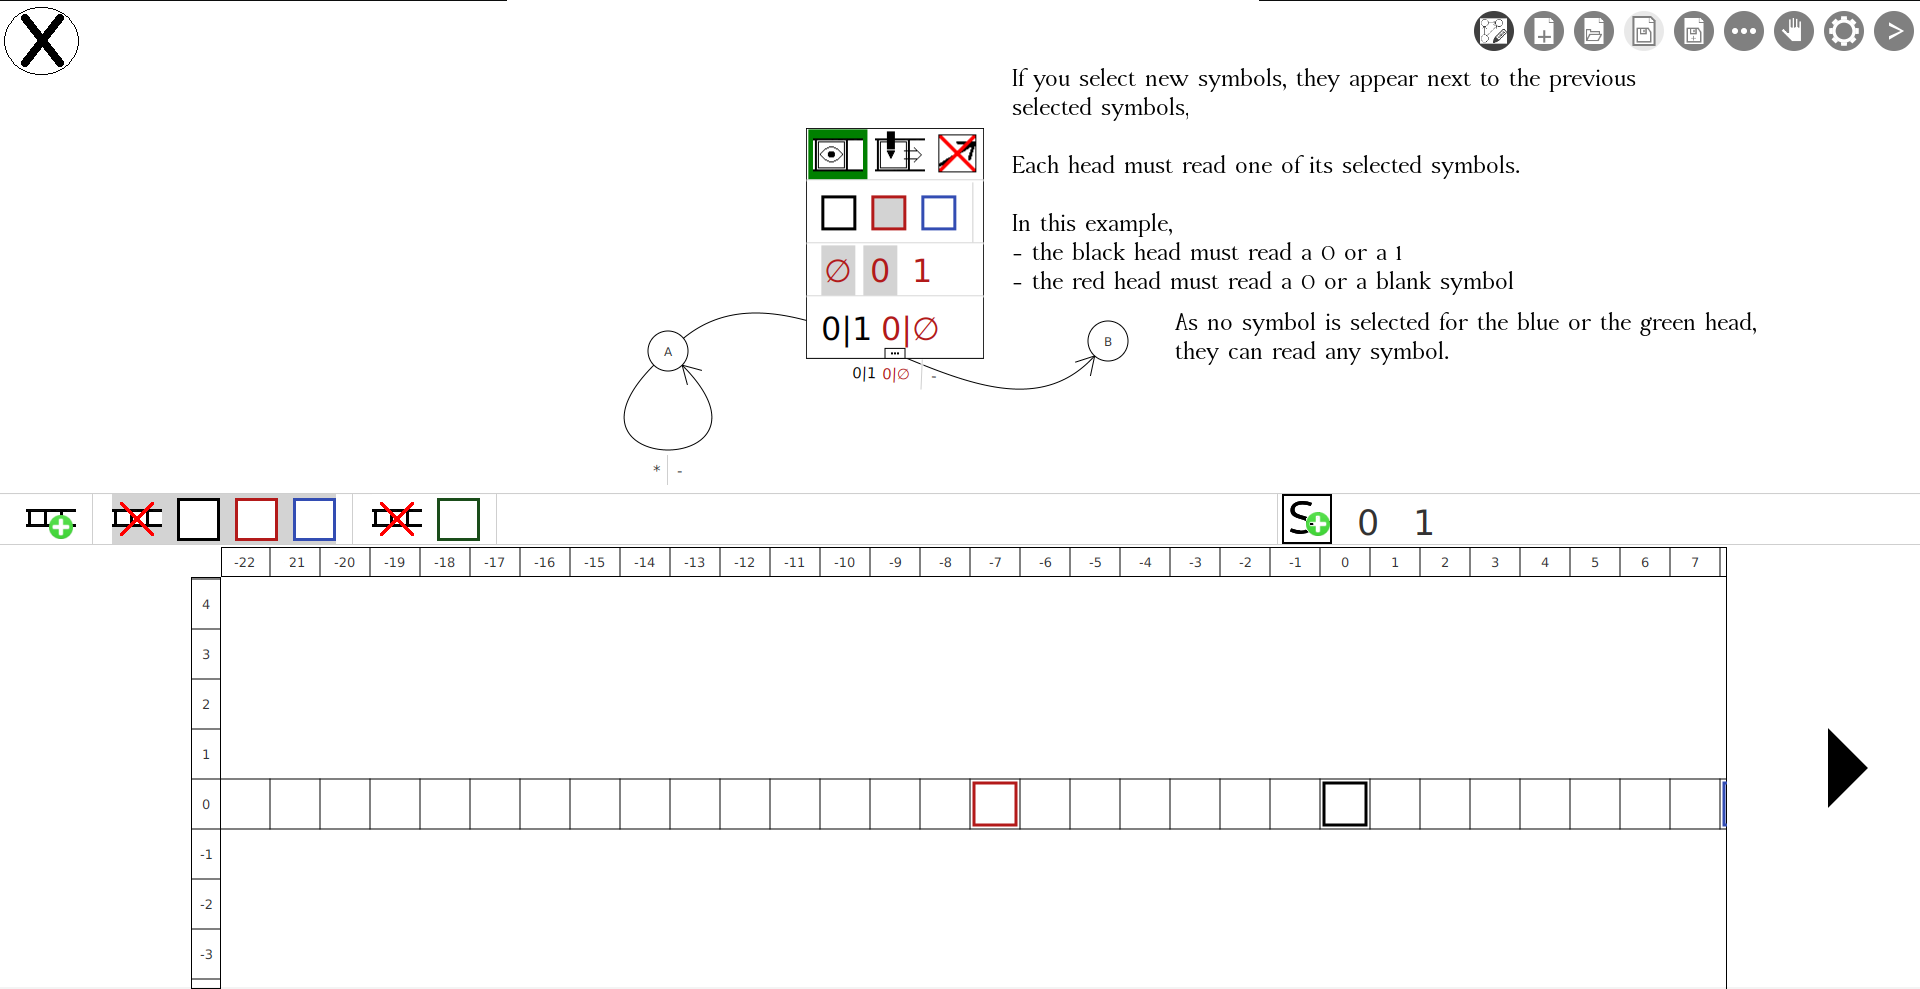 If you select new symbols, they appear next to the previous
selected symbols,
Each head must read one of its selected symbols.
In this example,
- the black head must read a 0 or a 1
- the red head must read a 0 or a blank symbol
As no symbol is selected for the blue or the green head,
they can read any symbol.
∅ 0 1
0|1 0|∅
0|1 0|∅ -
A
B
* -
0 1
-22 21 -20 -19 -18 -17 -16 -15 -14 -13 -12 -11 -10 -9 -8 -7 -6 -5 -4 -3 -2 -1 0 1 2 3 4 5 6 7
4
3
2
1
0
-1
-2
-3